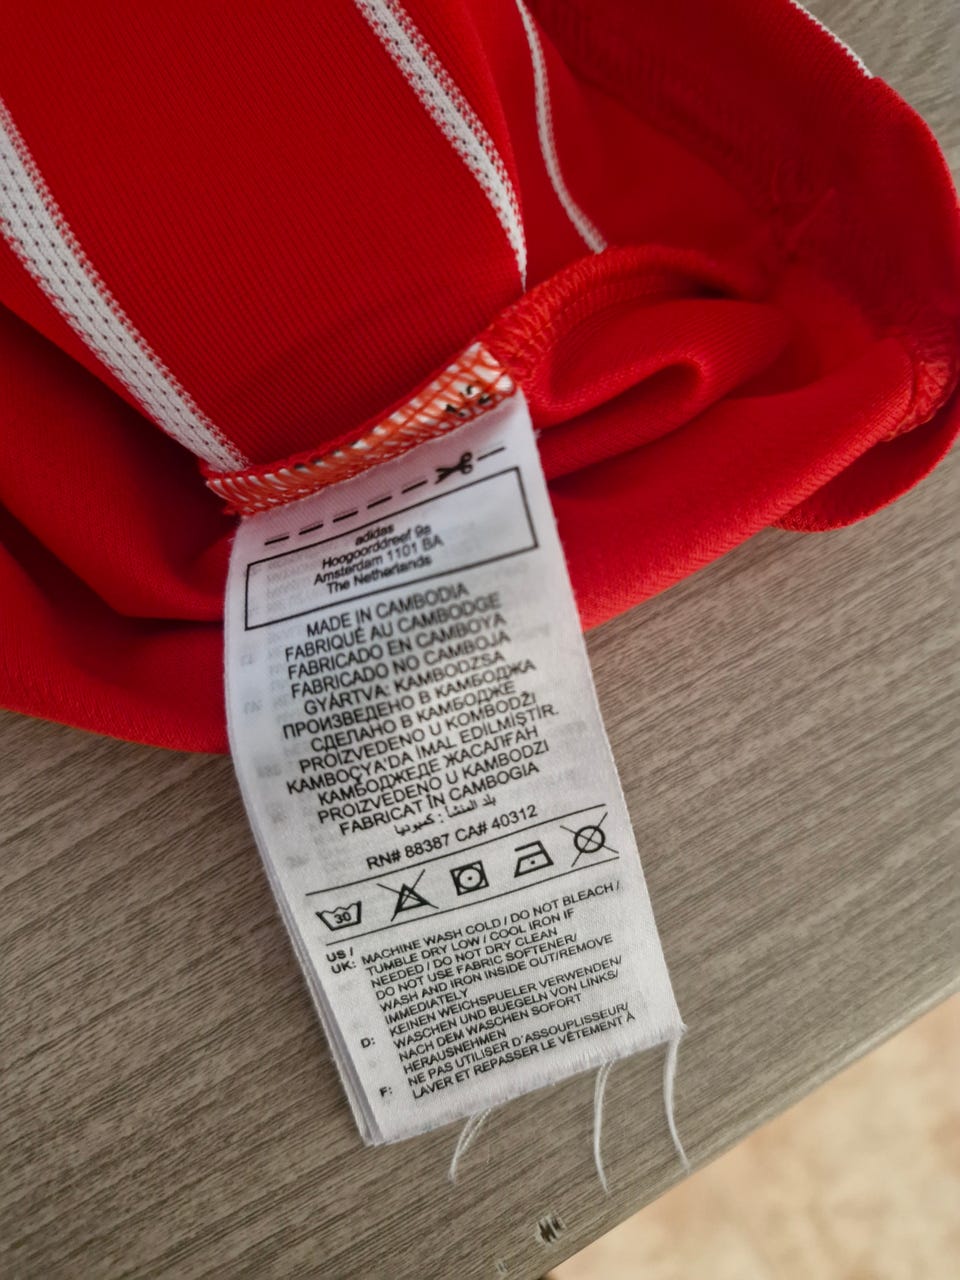 12
adidas
Hoogoorddreef 9a
Amsterdam 1101 BA
The Netherlands
MADE IN CAMBODIA
FABRIQUÉ AU CAMBODGE
FABRICADO EN CAMBOYA
FABRICADO NO CAMBOJA
GYÁRTVA: KAMBODZSA
ПРОИЗВЕДЕНО В КАМБОДЖА
СДЕЛАНО В КАМБОДЖЕ
PROIZVEDENO U KOMBODŽI
KAMBOÇYA'DA İMAL EDİLMİŞTİR.
КАМБОДЖЕДЕ ЖАСАЛҒАН
PROIZVEDENO U KAMBODZI
FABRICAT ÎN CAMBOGIA
بلد المنشأ : كمبوديا
RN# 88387 CA# 40312
30
US / UK: MACHINE WASH COLD / DO NOT BLEACH /
TUMBLE DRY LOW / COOL IRON IF
NEEDED / DO NOT DRY CLEAN
DO NOT USE FABRIC SOFTENER/
WASH AND IRON INSIDE OUT/REMOVE
IMMEDIATELY
D: KEINEN WEICHSPUELER VERWENDEN/
WASCHEN UND BUEGELN VON LINKS/
NACH DEM WASCHEN SOFORT
HERAUSNEHMEN
F: NE PAS UTILISER D'ASSOUPLISSEUR/
LAVER ET REPASSER LE VÊTEMENT À